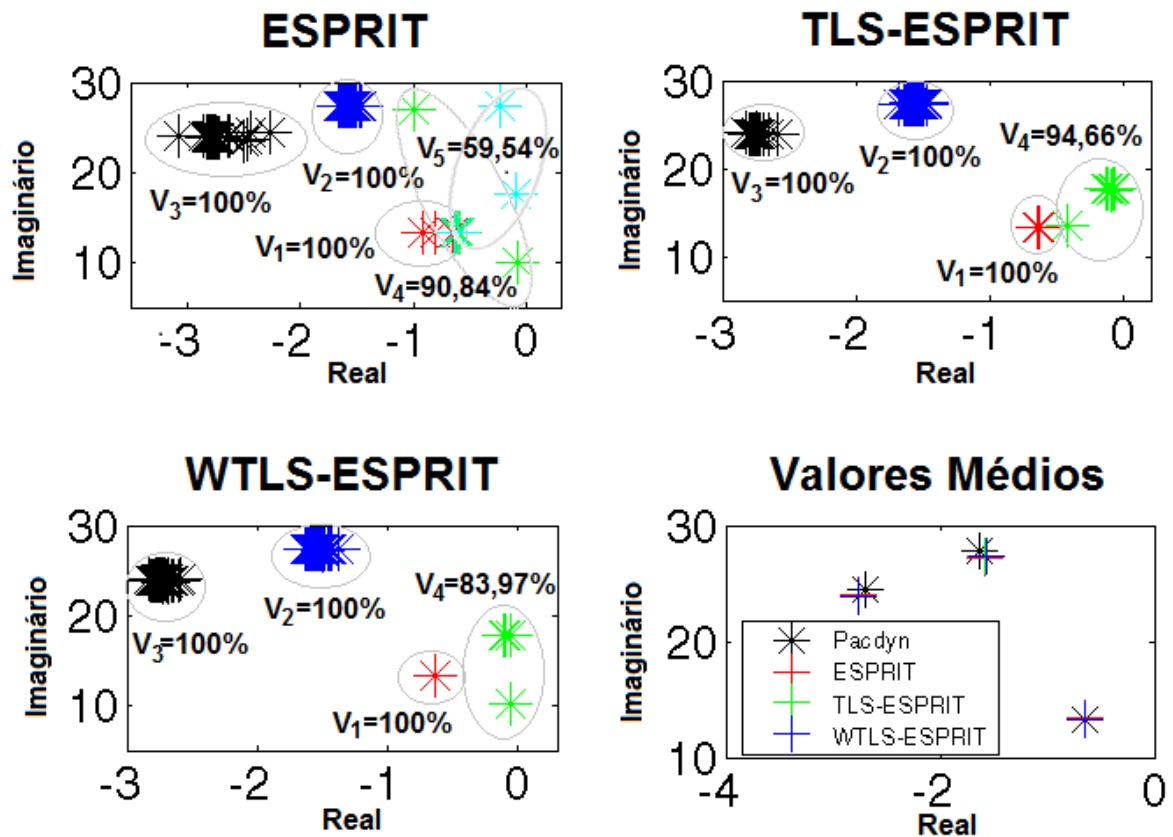 ESPRIT
Imaginário
30
20
10
V3=100%
V2=100%
V5=59,54%
V1=100%
V4=90,84%
-3
-2
-1
0
Real
TLS-ESPRIT
Imaginário
30
20
10
V3=100%
V2=100%
V4=94,66%
V1=100%
-3
-2
-1
0
Real
WTLS-ESPRIT
Imaginário
30
20
10
V3=100%
V2=100%
V4=83,97%
V1=100%
-3
-2
-1
0
Real
Valores Médios
Imaginário
30
20
10
Pacdyn
ESPRIT
TLS-ESPRIT
WTLS-ESPRIT
-4
-2
0
Real